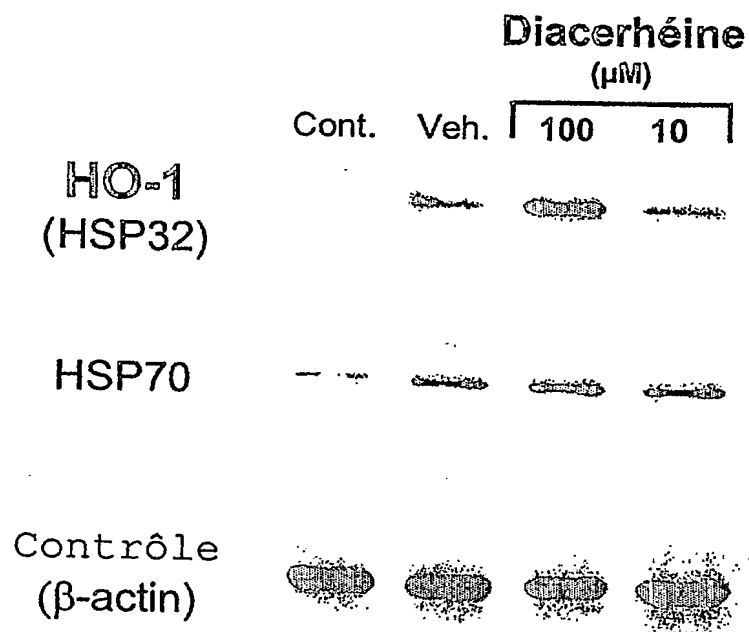 Diacerhéine
(µM)
Cont. Veh. 100 10
HO-1
(HSP32)
HSP70
Contrôle
(β-actin)